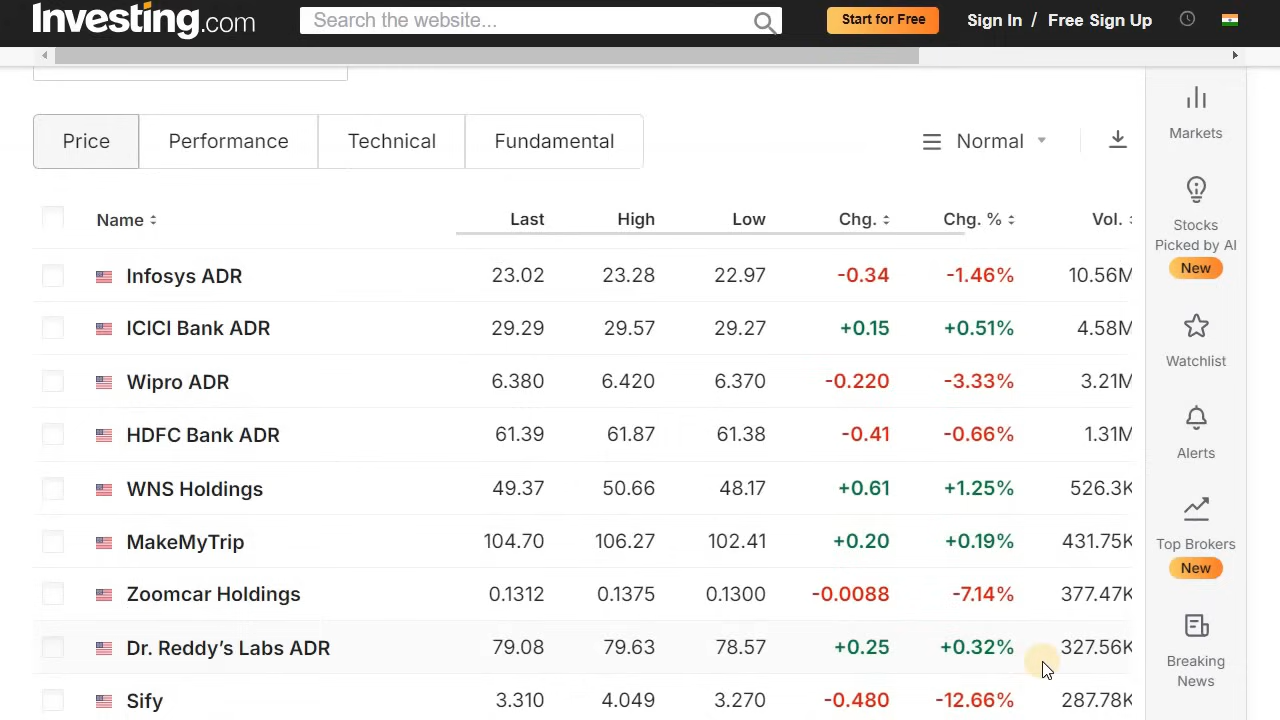 Investing.com Search the website... Start for Free Sign In / Free Sign Up
Price Performance Technical Fundamental Normal
Name Last High Low Chg. Chg. % Vol.
Infosys ADR 23.02 23.28 22.97 -0.34 -1.46% 10.56M
ICICI Bank ADR 29.29 29.57 29.27 +0.15 +0.51% 4.58M
Wipro ADR 6.380 6.420 6.370 -0.220 -3.33% 3.21M
HDFC Bank ADR 61.39 61.87 61.38 -0.41 -0.66% 1.31M
WNS Holdings 49.37 50.66 48.17 +0.61 +1.25% 526.3K
MakeMyTrip 104.70 106.27 102.41 +0.20 +0.19% 431.75K
Zoomcar Holdings 0.1312 0.1375 0.1300 -0.0088 -7.14% 377.47K
Dr. Reddy’s Labs ADR 79.08 79.63 78.57 +0.25 +0.32% 327.56K
Sify 3.310 4.049 3.270 -0.480 -12.66% 287.78K
Markets
Stocks
Picked by AI
New
Watchlist
Alerts
Top Brokers
New
Breaking
News